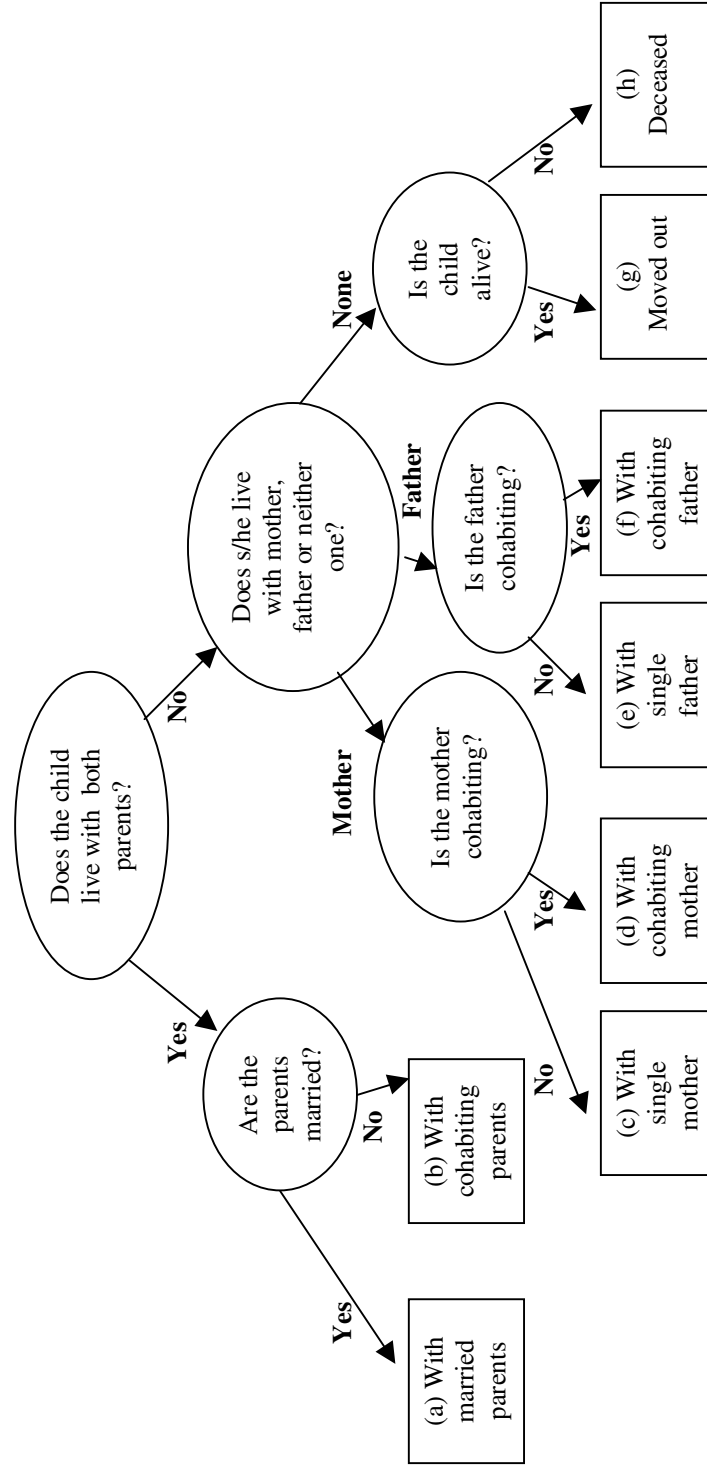 Does the child
live with both
parents?
Yes
No
Are the
parents
married?
Does s/he live
with mother,
father or neither
one?
Yes
No
Mother
Father
None
(a) With
married
parents
(b) With
cohabiting
parents
Is the mother
cohabiting?
Is the father
cohabiting?
Is the
child
alive?
No
Yes
No
Yes
Yes
No
(c) With
single
mother
(d) With
cohabiting
mother
(e) With
single
father
(f) With
cohabiting
father
(g)
Moved out
(h)
Deceased